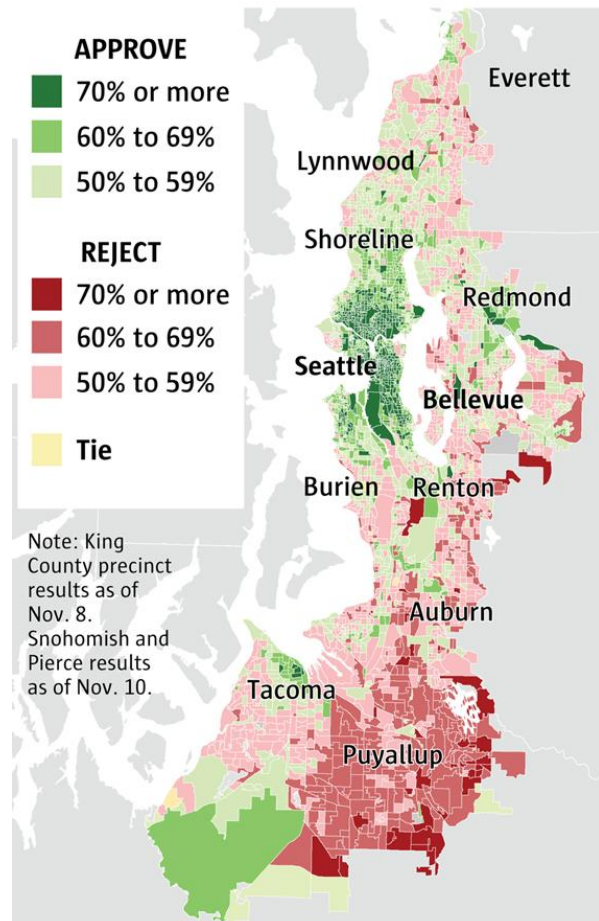 APPROVE
70% or more
60% to 69%
50% to 59%
REJECT
70% or more
60% to 69%
50% to 59%
Tie
Note: King
County precinct
results as of
Nov. 8.
Snohomish and
Pierce results
as of Nov. 10.
Everett
Lynnwood
Shoreline
Redmond
Seattle
Bellevue
Burien
Renton
Auburn
Tacoma
Puyallup